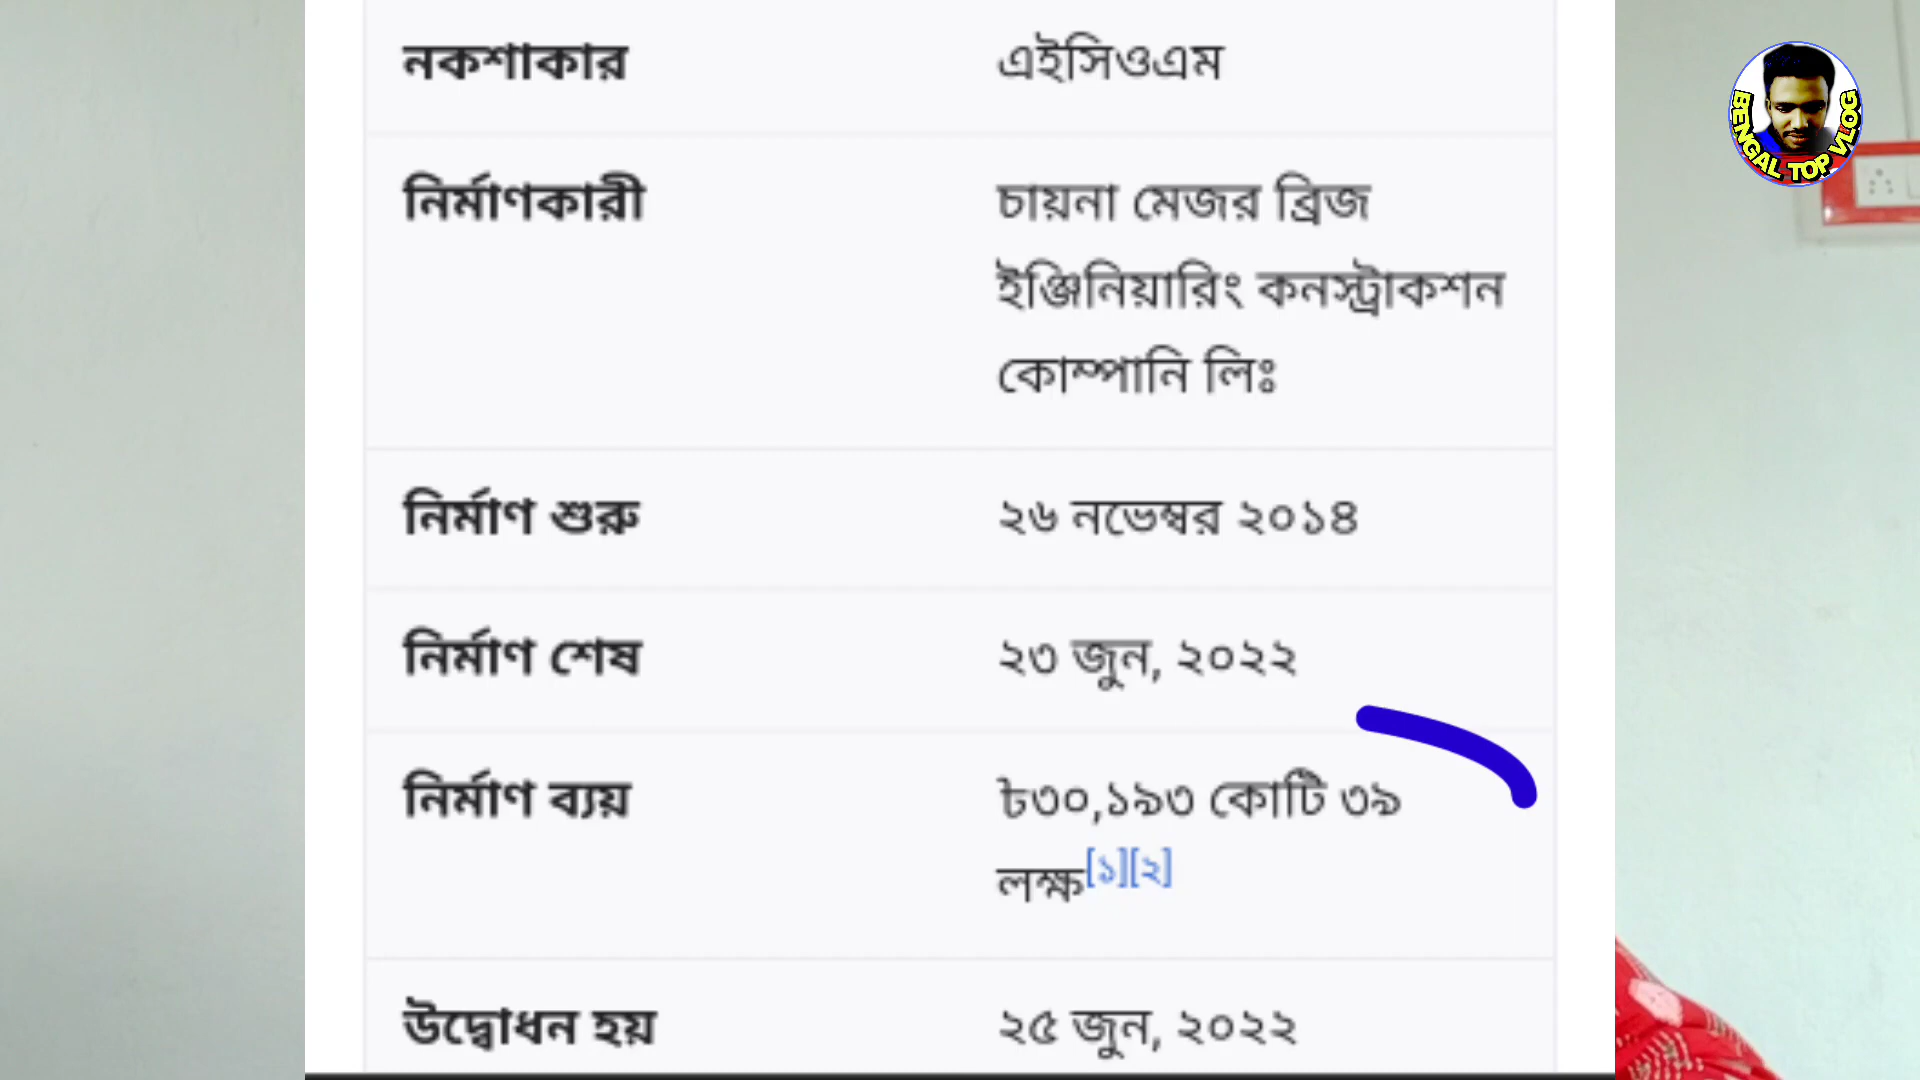 নকশাকার এইসিওএম
নির্মাণকারী চায়না মেজর ব্রিজ
ইঞ্জিনিয়ারিং কনস্ট্রাকশন
কোম্পানি লিঃ
নির্মাণ শুরু ২৬ নভেম্বর ২০১৪
নির্মাণ শেষ ২৩ জুন, ২০২২
নির্মাণ ব্যয় ৳৩০,১৯৩ কোটি ৩৯
লক্ষ[১][২]
উদ্বোধন হয় ২৫ জুন, ২০২২
BENGAL TOP VLOG